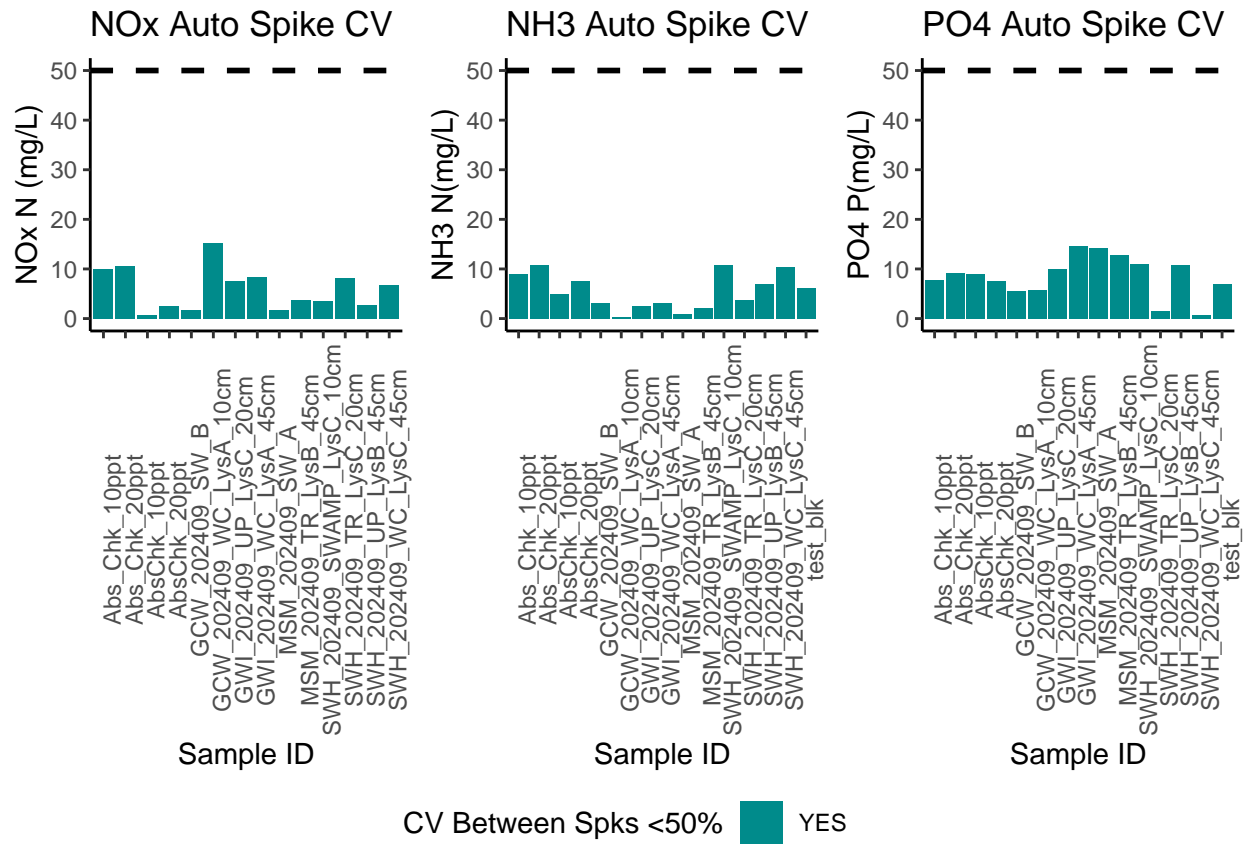 NOx Auto Spike CV
NOx N (mg/L)
50
40
30
20
10
0
Abs_Chk_10ppt
Abs_Chk_20ppt
AbsChk_10ppt
AbsChk_20ppt
GCW_202409_SW_B
GCW_202409_WC_LysA_10cm
GWI_202409_UP_LysC_20cm
GWI_202409_WC_LysA_45cm
MSM_202409_SW_A
MSM_202409_TR_LysB_45cm
SWH_202409_SWAMP_LysC_10cm
SWH_202409_TR_LysC_20cm
SWH_202409_UP_LysB_45cm
SWH_202409_WC_LysC_45cm
Sample ID
NH3 Auto Spike CV
NH3 N(mg/L)
50
40
30
20
10
0
Abs_Chk_10ppt
Abs_Chk_20ppt
AbsChk_10ppt
AbsChk_20ppt
GCW_202409_SW_B
GCW_202409_WC_LysA_10cm
GWI_202409_UP_LysC_20cm
GWI_202409_WC_LysA_45cm
MSM_202409_SW_A
MSM_202409_TR_LysB_45cm
SWH_202409_SWAMP_LysC_10cm
SWH_202409_TR_LysC_20cm
SWH_202409_UP_LysB_45cm
SWH_202409_WC_LysC_45cm
test_blk
Sample ID
PO4 Auto Spike CV
PO4 P(mg/L)
50
40
30
20
10
0
Abs_Chk_10ppt
Abs_Chk_20ppt
AbsChk_10ppt
AbsChk_20ppt
GCW_202409_SW_B
GCW_202409_WC_LysA_10cm
GWI_202409_UP_LysC_20cm
GWI_202409_WC_LysA_45cm
MSM_202409_SW_A
MSM_202409_TR_LysB_45cm
SWH_202409_SWAMP_LysC_10cm
SWH_202409_TR_LysC_20cm
SWH_202409_UP_LysB_45cm
SWH_202409_WC_LysC_45cm
test_blk
Sample ID
CV Between Spks <50% YES